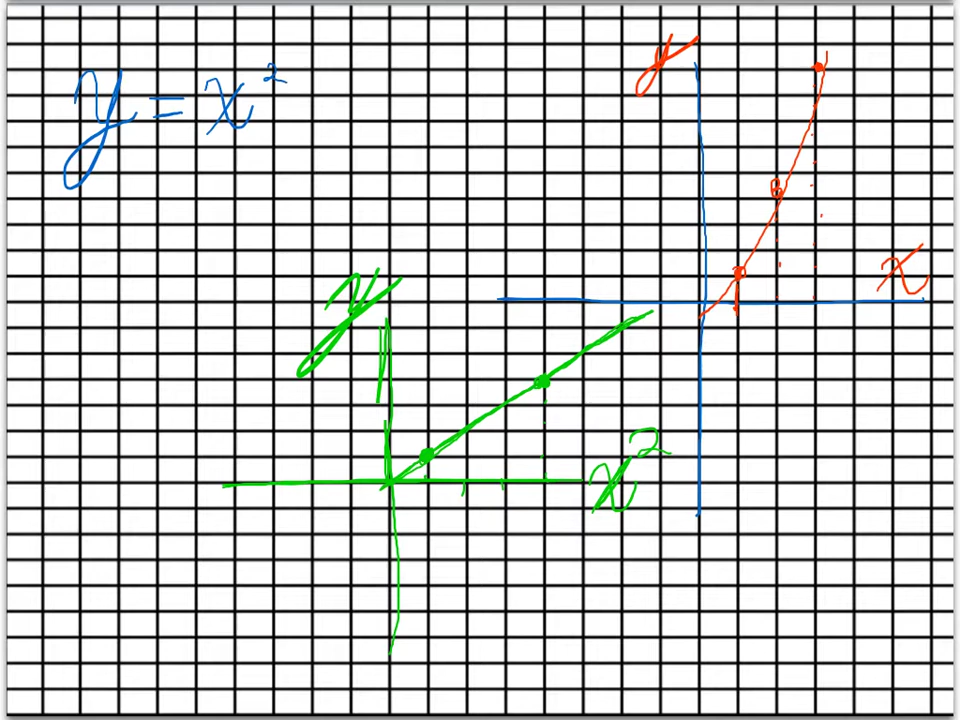 y = x²
y
x
y
x²